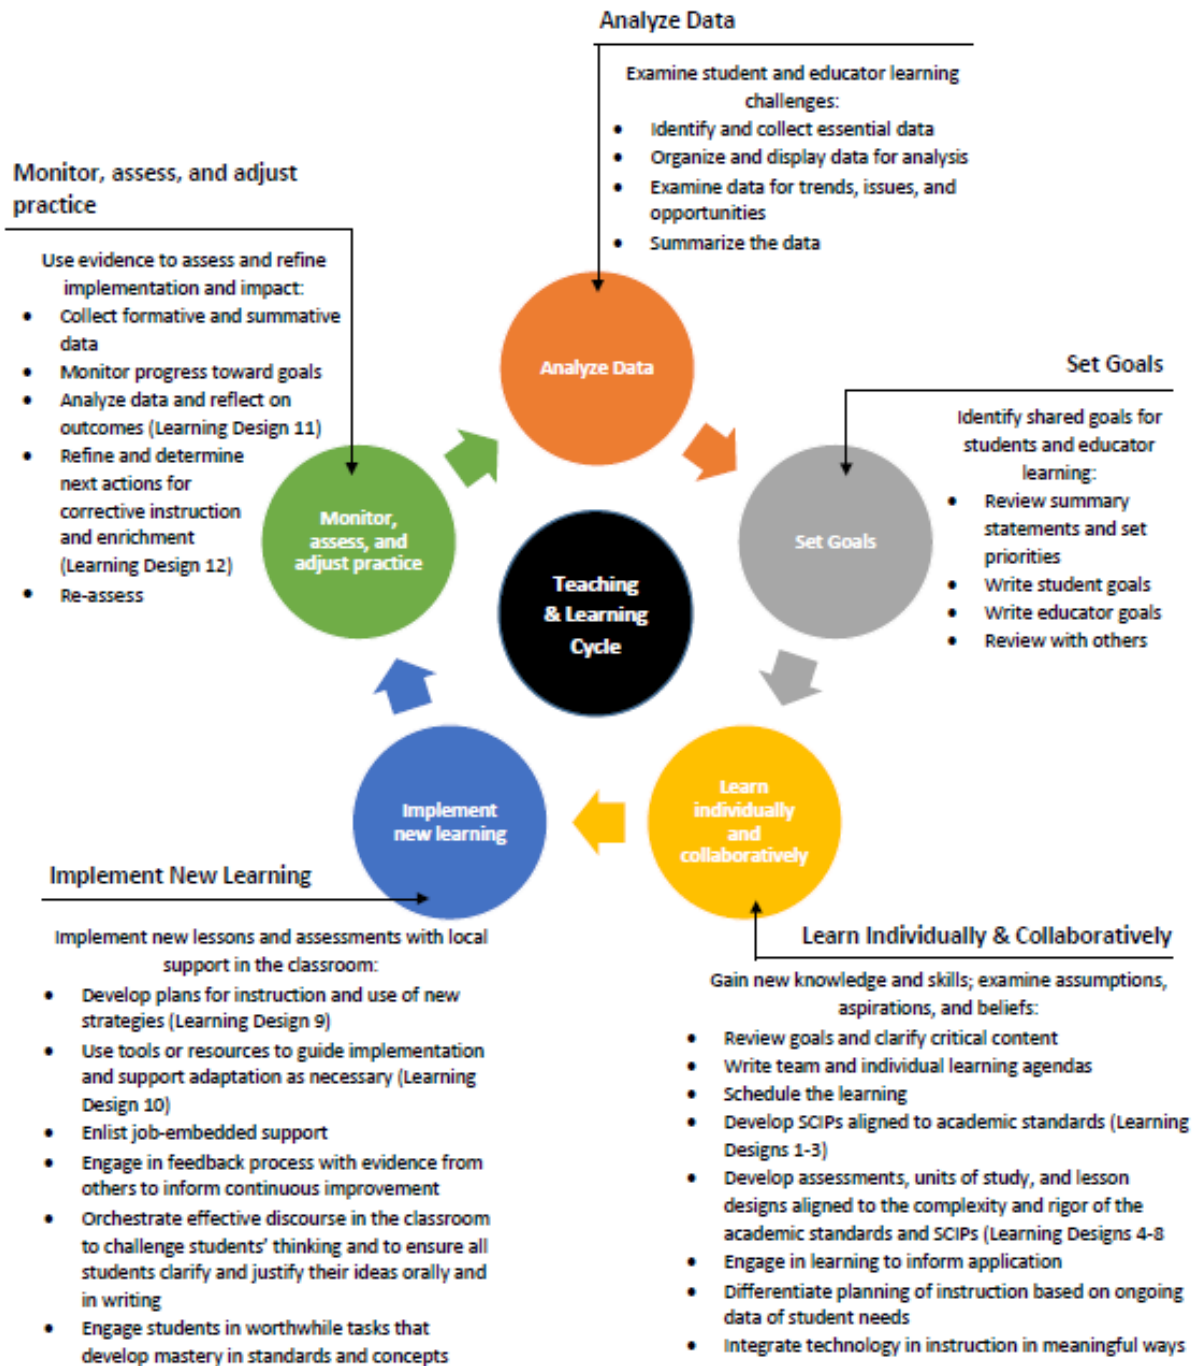 Analyze Data
Examine student and educator learning
challenges:
• Identify and collect essential data
• Organize and display data for analysis
• Examine data for trends, issues, and
opportunities
• Summarize the data
Monitor, assess, and adjust
practice
Use evidence to assess and refine
implementation and impact:
• Collect formative and summative
data
• Monitor progress toward goals
• Analyze data and reflect on
outcomes (Learning Design 11)
• Refine and determine
next actions for
corrective instruction
and enrichment
(Learning Design 12)
• Re-assess
Analyze Data
Set Goals
Identify shared goals for
students and educator
learning:
• Review summary
statements and set
priorities
• Write student goals
• Write educator goals
• Review with others
Monitor,
assess, and
adjust practice
Set Goals
Teaching
& Learning
Cycle
Implement
new learning
Learn
individually
and
collaboratively
Implement New Learning
Implement new lessons and assessments with local
support in the classroom:
• Develop plans for instruction and use of new
strategies (Learning Design 9)
• Use tools or resources to guide implementation
and support adaptation as necessary (Learning
Design 10)
• Enlist job-embedded support
• Engage in feedback process with evidence from
others to inform continuous improvement
• Orchestrate effective discourse in the classroom
to challenge students' thinking and to ensure all
students clarify and justify their ideas orally and
in writing
• Engage students in worthwhile tasks that
develop mastery in standards and concepts
Learn Individually & Collaboratively
Gain new knowledge and skills; examine assumptions,
aspirations, and beliefs:
• Review goals and clarify critical content
• Write team and individual learning agendas
• Schedule the learning
• Develop SCIPs aligned to academic standards (Learning
Designs 1-3)
• Develop assessments, units of study, and lesson
designs aligned to the complexity and rigor of the
academic standards and SCIPs (Learning Designs 4-8
• Engage in learning to inform application
• Differentiate planning of instruction based on ongoing
data of student needs
• Integrate technology in instruction in meaningful ways